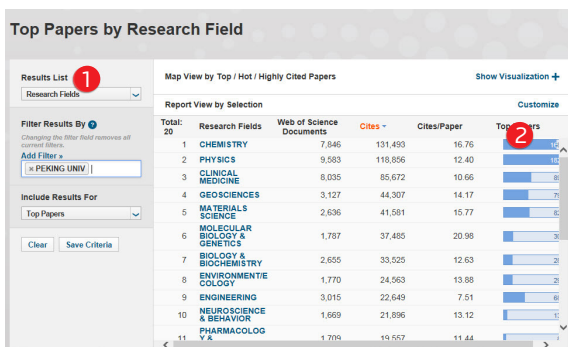 Top Papers by Research Field
Results List
1
Research Fields
Filter Results By ?
Changing the filter field removes all
current filters.
Add Filter »
× PEKING UNIV
Include Results For
Top Papers
Clear Save Criteria
Map View by Top / Hot / Highly Cited Papers Show Visualization +
Report View by Selection Customize
Total:
20 Research Fields Web of Science
Documents Cites Cites/Paper 2
1 CHEMISTRY 7,846 131,493 16.76
2 PHYSICS 9,583 118,856 12.40
3 CLINICAL
MEDICINE 8,035 85,672 10.66
4 GEOSCIENCES 3,127 44,307 14.17
5 MATERIALS
SCIENCE 2,636 41,581 15.77
6 MOLECULAR
BIOLOGY &
GENETICS 1,787 37,485 20.98
7 BIOLOGY &
BIOCHEMISTRY 2,655 33,525 12.63
8 ENVIRONMENT/E
COLOGY 1,770 24,563 13.88
9 ENGINEERING 3,015 22,649 7.51
10 NEUROSCIENCE
& BEHAVIOR 1,669 21,896 13.12
11 PHARMACOLOG
Y & 1,709 19,557 11.44